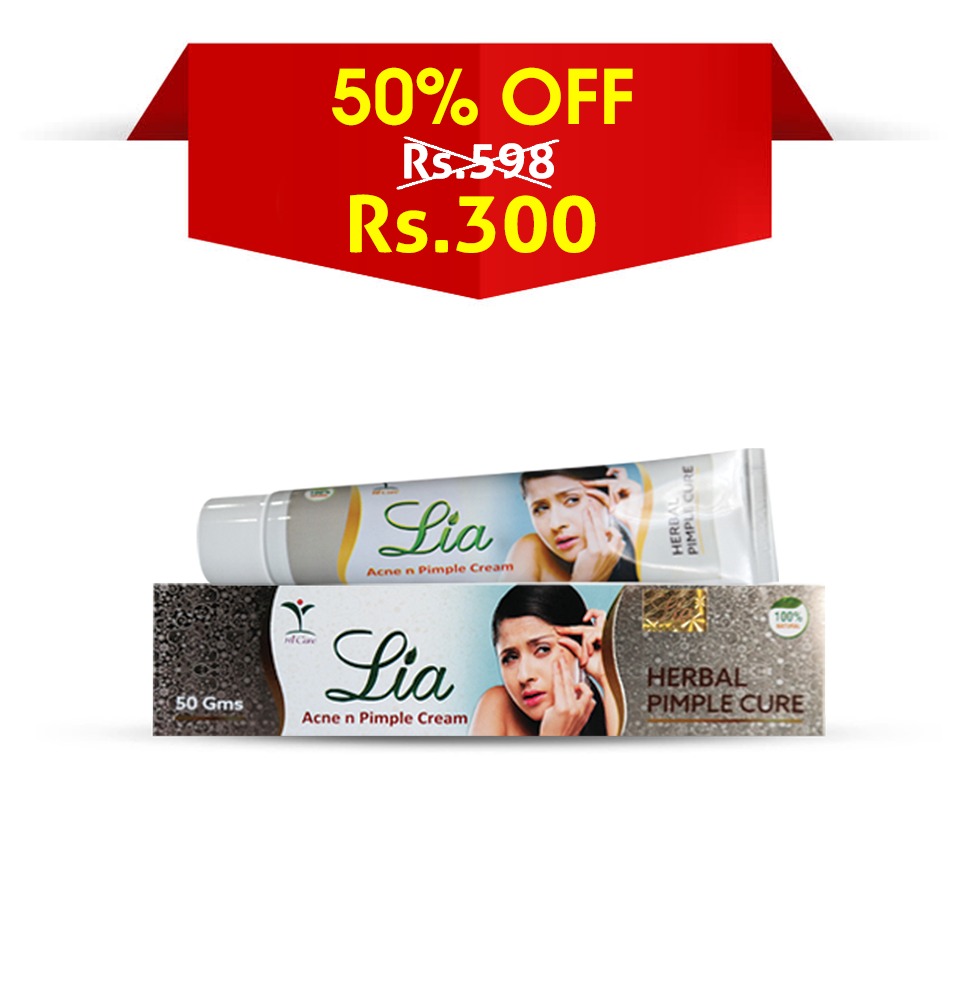 50% OFF
Rs.598
Rs.300
Lia
Acne n Pimple Cream
HERBAL
PIMPLE CURE
50 Gms
Lia
Acne n Pimple Cream
100%
NATURAL
HERBAL
PIMPLE CURE